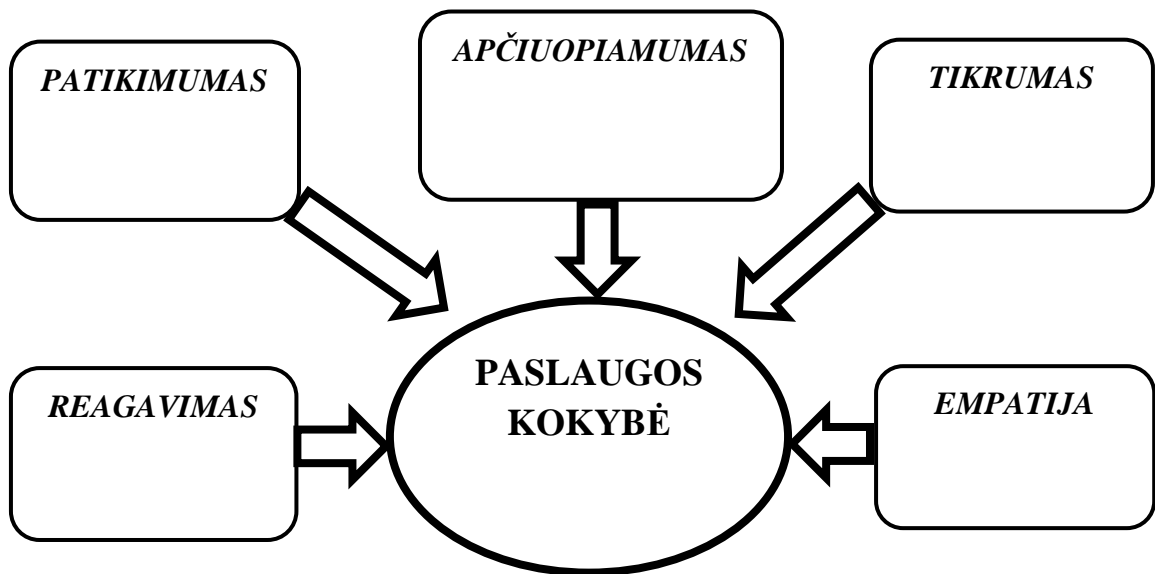 PATIKIMUMAS
APČIUOPIAMUMAS
TIKRUMAS
PASLAUGOS
KOKYBĖ
REAGAVIMAS
EMPATIJA